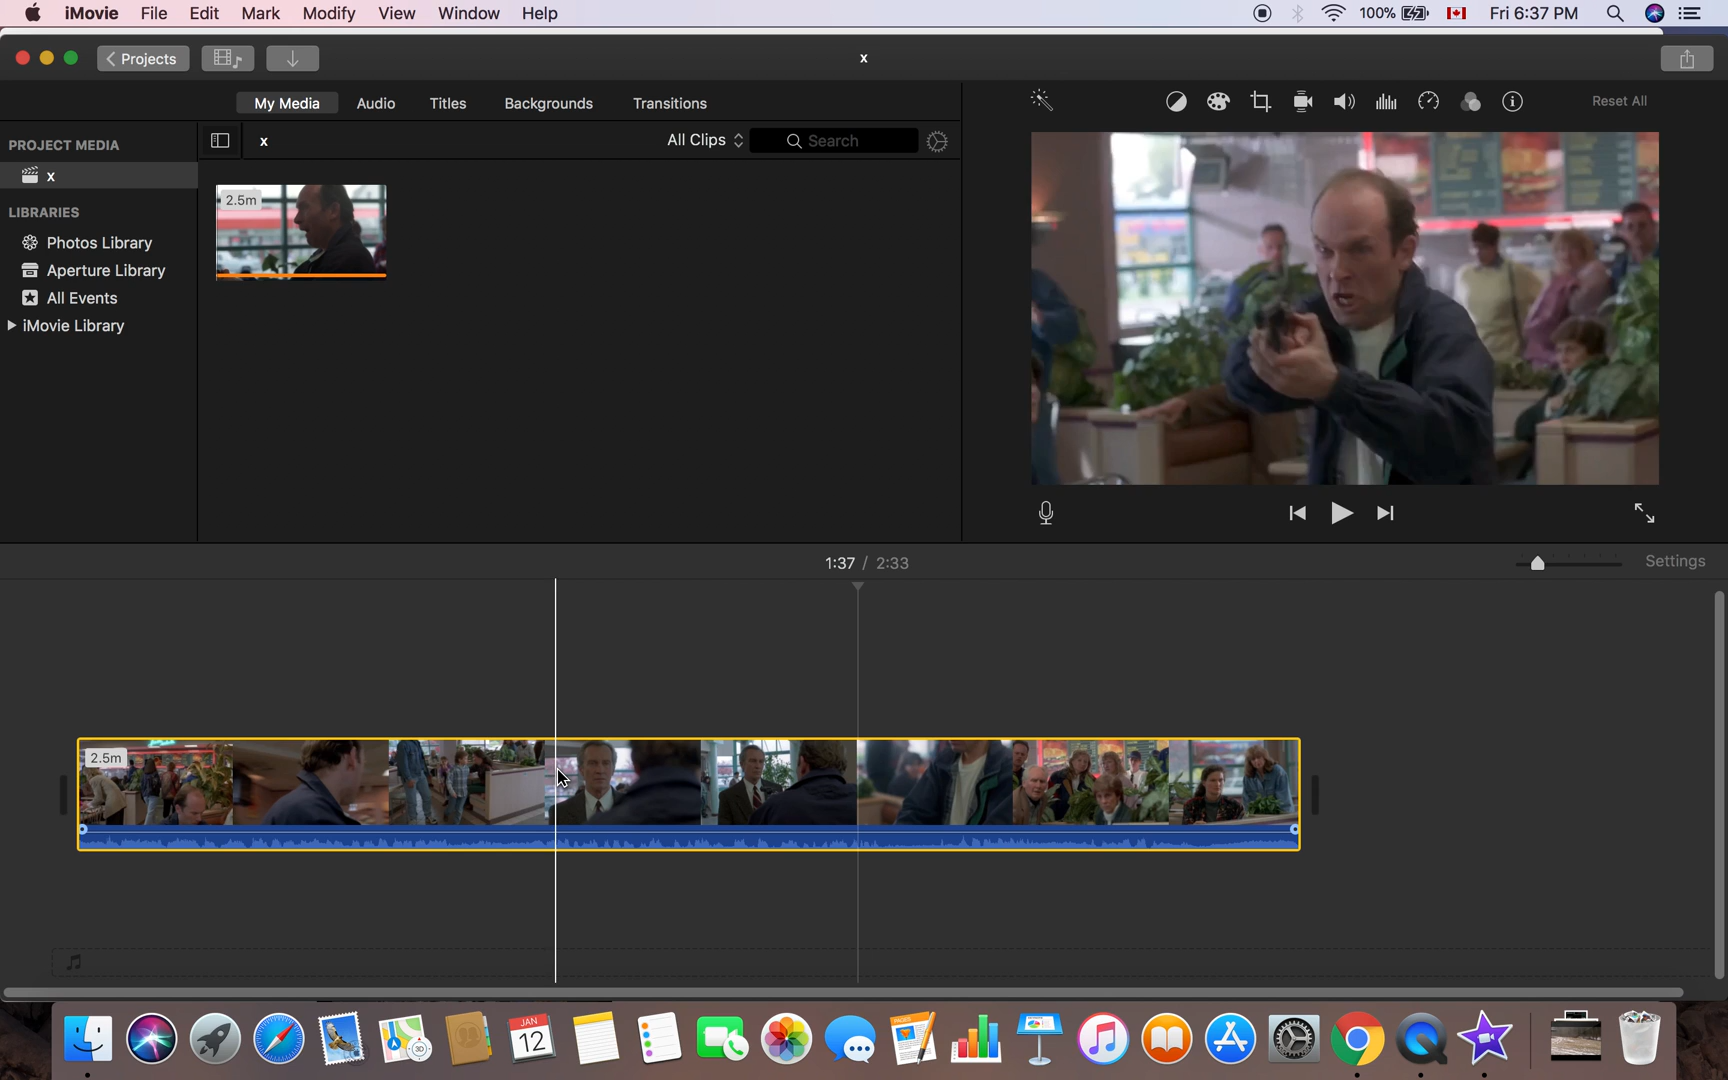 iMovie File Edit Mark Modify View Window Help 100% Fri 6:37 PM
Projects x
My Media Audio Titles Backgrounds Transitions Reset All
PROJECT MEDIA x All Clips Search
x
LIBRARIES
2.5m
Photos Library
Aperture Library
All Events
iMovie Library
1:37 / 2:33 Settings
2.5m
JAN
12
3D